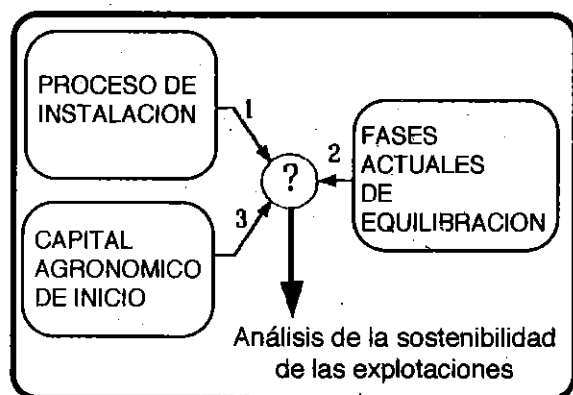 PROCESO DE
INSTALACION
1
FASES
ACTUALES
DE
EQUILIBRACION
2
?
3
CAPITAL
AGRONOMICO
DE INICIO
Análisis de la sostenibilidad
de las explotaciones